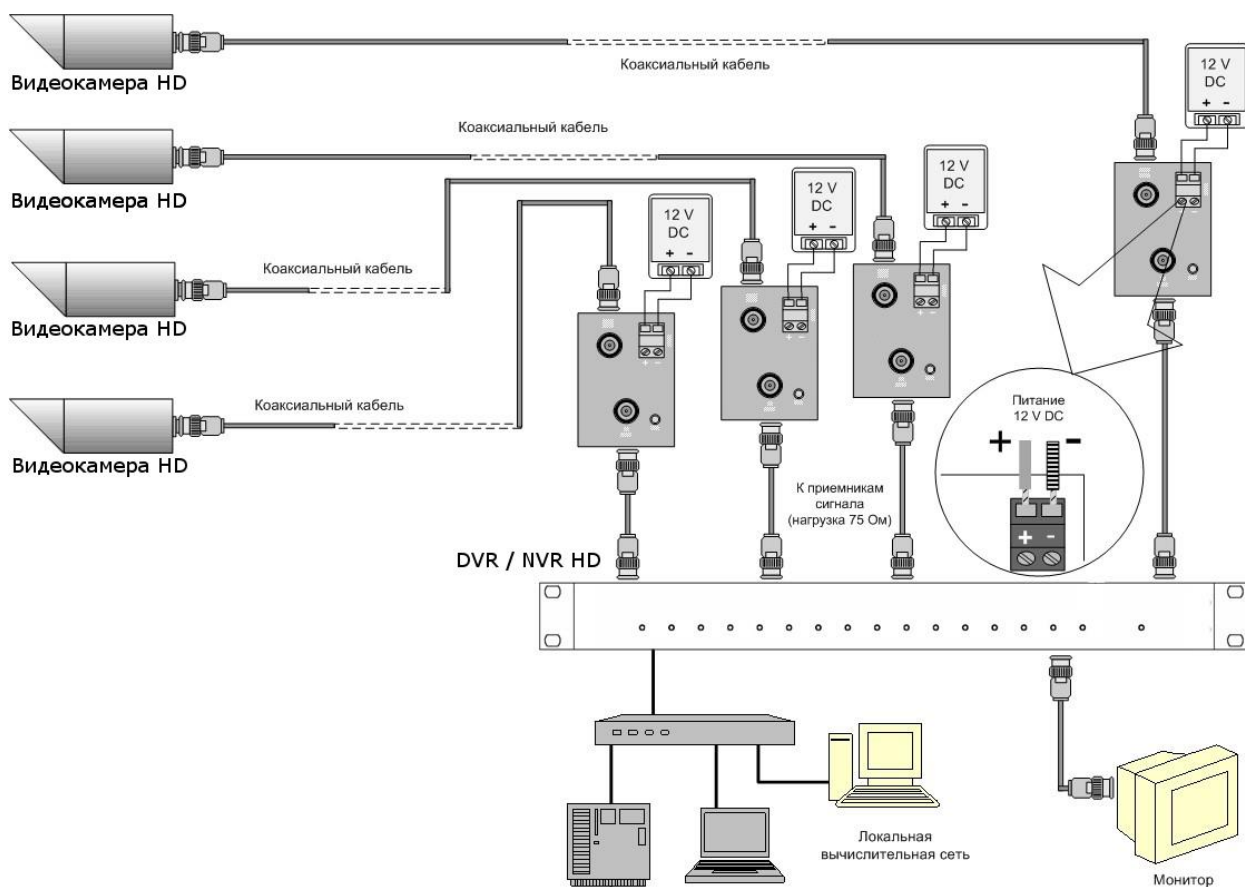 Видеокамера HD
Коаксиальный кабель
12 V
DC
+ -
Видеокамера HD
Коаксиальный кабель
12 V
DC
+ -
Видеокамера HD
Коаксиальный кабель
12 V
DC
+ -
Видеокамера HD
Коаксиальный кабель
12 V
DC
+ -
+ -
+ -
+ -
-
Питание
12 V DC
+ -
+ -
К приемникам
сигнала
(нагрузка 75 Ом)
DVR / NVR HD
Локальная
вычислительная сеть
Монитор